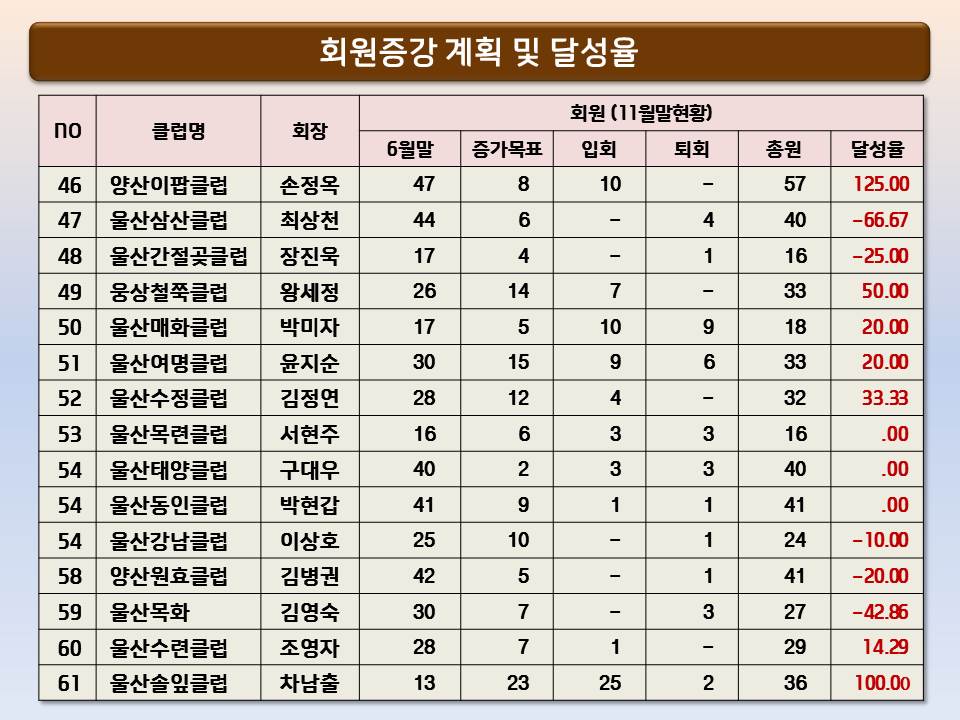 회원증강 계획 및 달성율
NO 클럽명 회장 회원 (11월말현황)
6월말 증가목표 입회 퇴회 총원 달성율
46 양산이팝클럽 손정옥 47 8 10 - 57 125.00
47 울산삼산클럽 최상천 44 6 - 4 40 -66.67
48 울산간절곶클럽 장진욱 17 4 - 1 16 -25.00
49 웅상철쭉클럽 왕세정 26 14 7 - 33 50.00
50 울산매화클럽 박미자 17 5 10 9 18 20.00
51 울산여명클럽 윤지순 30 15 9 6 33 20.00
52 울산수정클럽 김정연 28 12 4 - 32 33.33
53 울산목련클럽 서현주 16 6 3 3 16 .00
54 울산태양클럽 구대우 40 2 3 3 40 .00
54 울산동인클럽 박현갑 41 9 1 1 41 .00
54 울산강남클럽 이상호 25 10 - 1 24 -10.00
58 양산원효클럽 김병권 42 5 - 1 41 -20.00
59 울산목화 김영숙 30 7 - 3 27 -42.86
60 울산수련클럽 조영자 28 7 1 - 29 14.29
61 울산솔잎클럽 차남출 13 23 25 2 36 100.00